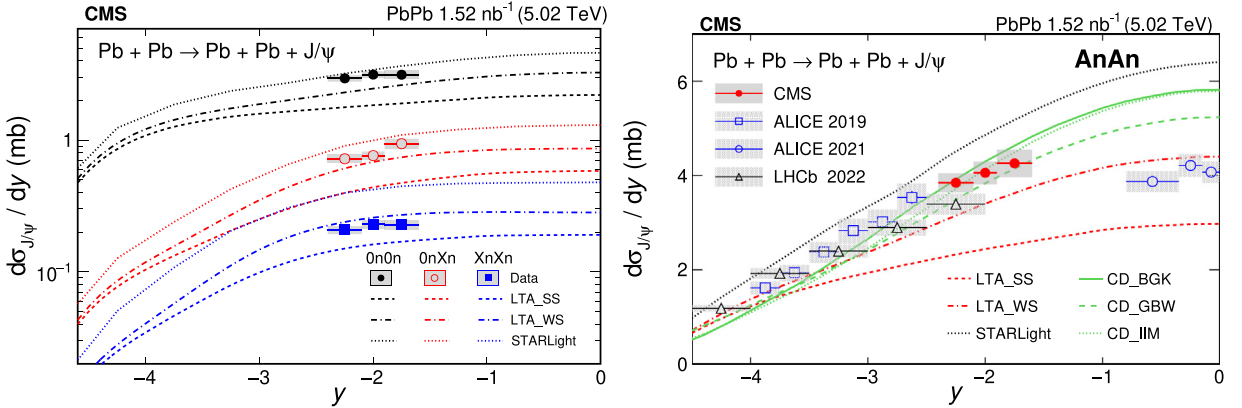 CMS PbPb 1.52 nb⁻¹ (5.02 TeV)
Pb + Pb → Pb + Pb + J/ψ
1
10⁻¹
dσJ/ψ / dy (mb)
0n0n 0nXn XnXn
Data
LTA_SS
LTA_WS
STARLight
−4 −3 −2 −1 0
y
CMS PbPb 1.52 nb⁻¹ (5.02 TeV)
Pb + Pb → Pb + Pb + J/ψ AnAn
CMS
ALICE 2019
ALICE 2021
LHCb 2022
6
4
2
0
dσJ/ψ / dy (mb)
LTA_SS CD_BGK
LTA_WS CD_GBW
STARLight CD_IIM
−4 −3 −2 −1 0
y